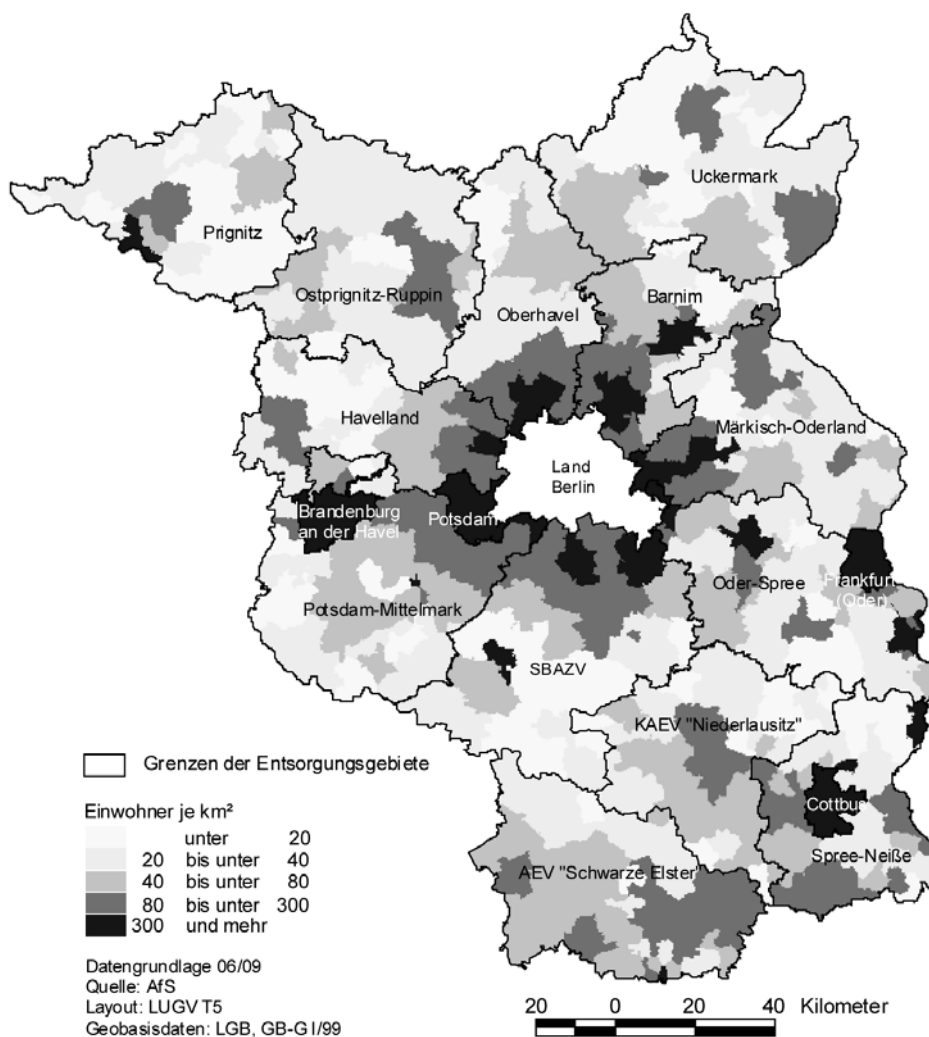 Uckermark
Prignitz
Ostprignitz-Ruppin
Oberhavel
Barnim
Havelland
Märkisch-Oderland
Land
Berlin
Brandenburg
an der Havel
Potsdam
Oder-Spree
Frankfurt
(Oder)
Potsdam-Mittelmark
SBAZV
KAEV "Niederlausitz"
Cottbus
Spree-Neiße
AEV "Schwarze Elster"
Grenzen der Entsorgungsgebiete
Einwohner je km²
unter 20
20 bis unter 40
40 bis unter 80
80 bis unter 300
300 und mehr
Datengrundlage 06/09
Quelle: AfS
Layout: LUGV T5
Geobasisdaten: LGB, GB-G I/99
20 0 20 40 Kilometer